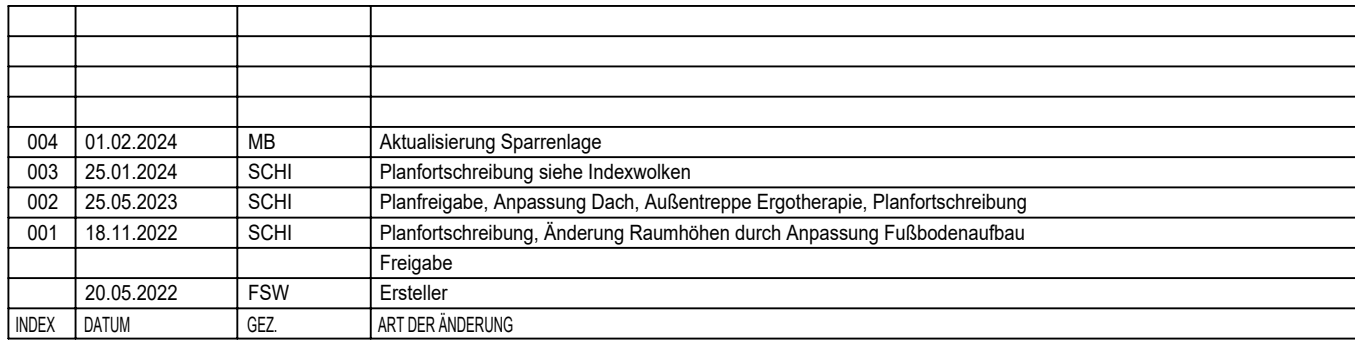 004 01.02.2024 MB Aktualisierung Sparrenlage
003 25.01.2024 SCHI Planfortschreibung siehe Indexwolken
002 25.05.2023 SCHI Planfreigabe, Anpassung Dach, Außentreppe Ergotherapie, Planfortschreibung
001 18.11.2022 SCHI Planfortschreibung, Änderung Raumhöhen durch Anpassung Fußbodenaufbau
Freigabe
20.05.2022 FSW Ersteller
INDEX DATUM GEZ. ART DER ÄNDERUNG